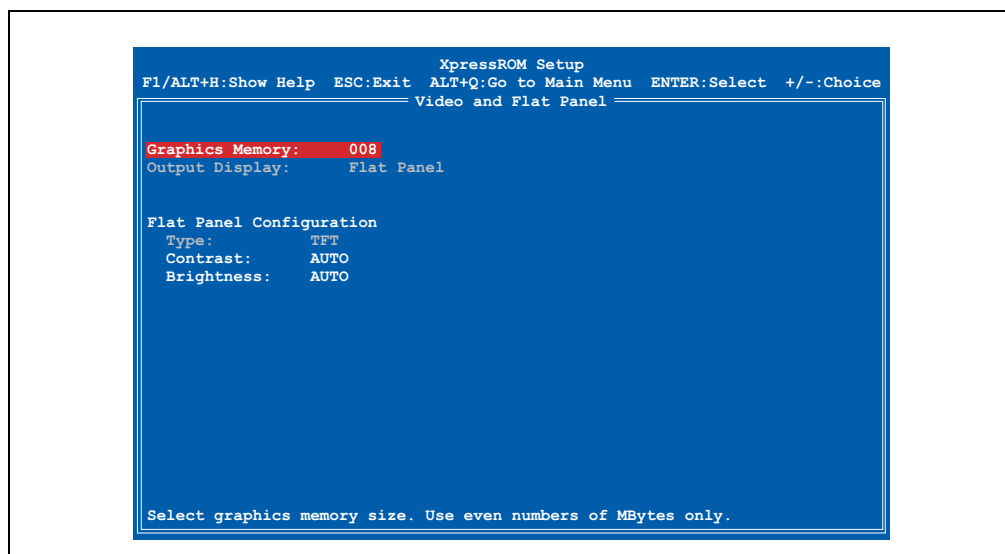 XpressROM Setup
F1/ALT+H:Show Help ESC:Exit ALT+Q:Go to Main Menu ENTER:Select +/-:Choice
Video and Flat Panel
Graphics Memory: 008
Output Display: Flat Panel
Flat Panel Configuration
Type: TFT
Contrast: AUTO
Brightness: AUTO
Select graphics memory size. Use even numbers of MBytes only.